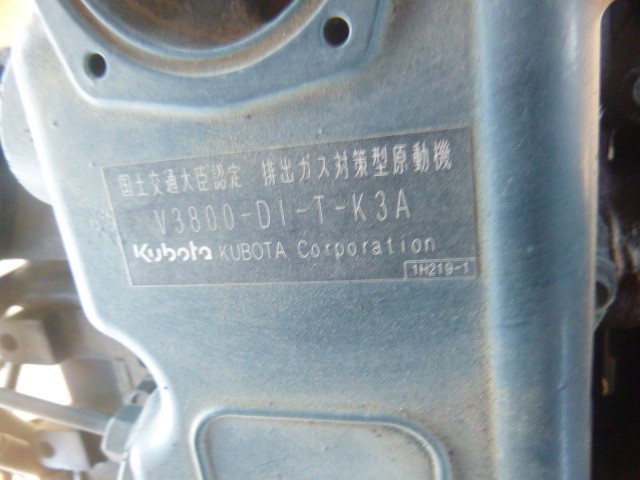 国土交通大臣認定 排出ガス対策型原動機
V3800-DI-T-K3A
Kubota KUBOTA Corporation
1H219-1